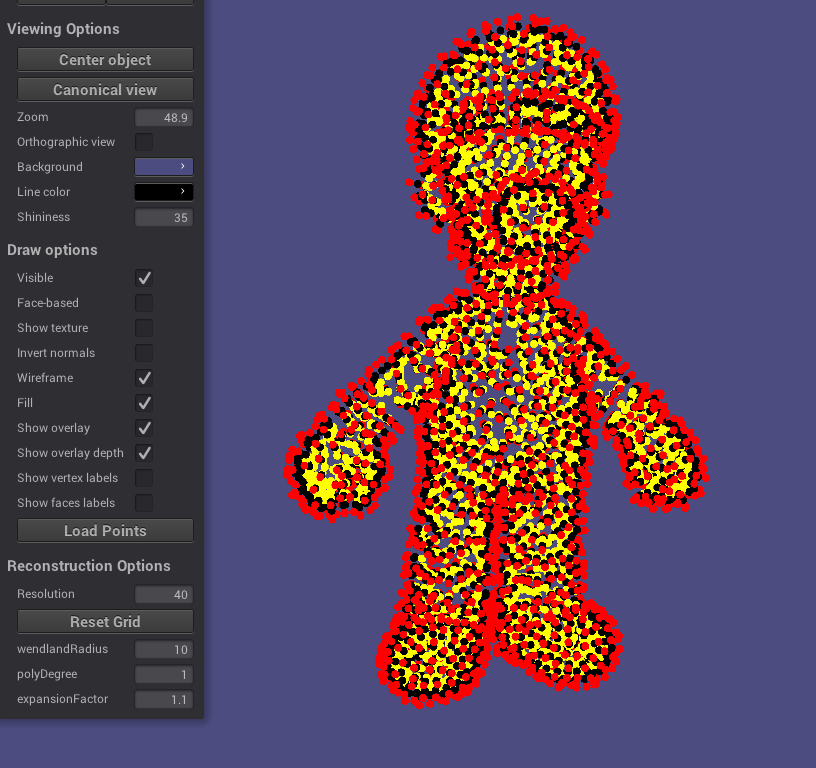 Viewing Options
Center object
Canonical view
Zoom 48.9
Orthographic view
Background ›
Line color ›
Shininess 35
Draw options
Visible
Face-based
Show texture
Invert normals
Wireframe
Fill
Show overlay
Show overlay depth
Show vertex labels
Show faces labels
Load Points
Reconstruction Options
Resolution 40
Reset Grid
wendlandRadius 10
polyDegree 1
expansionFactor 1.1